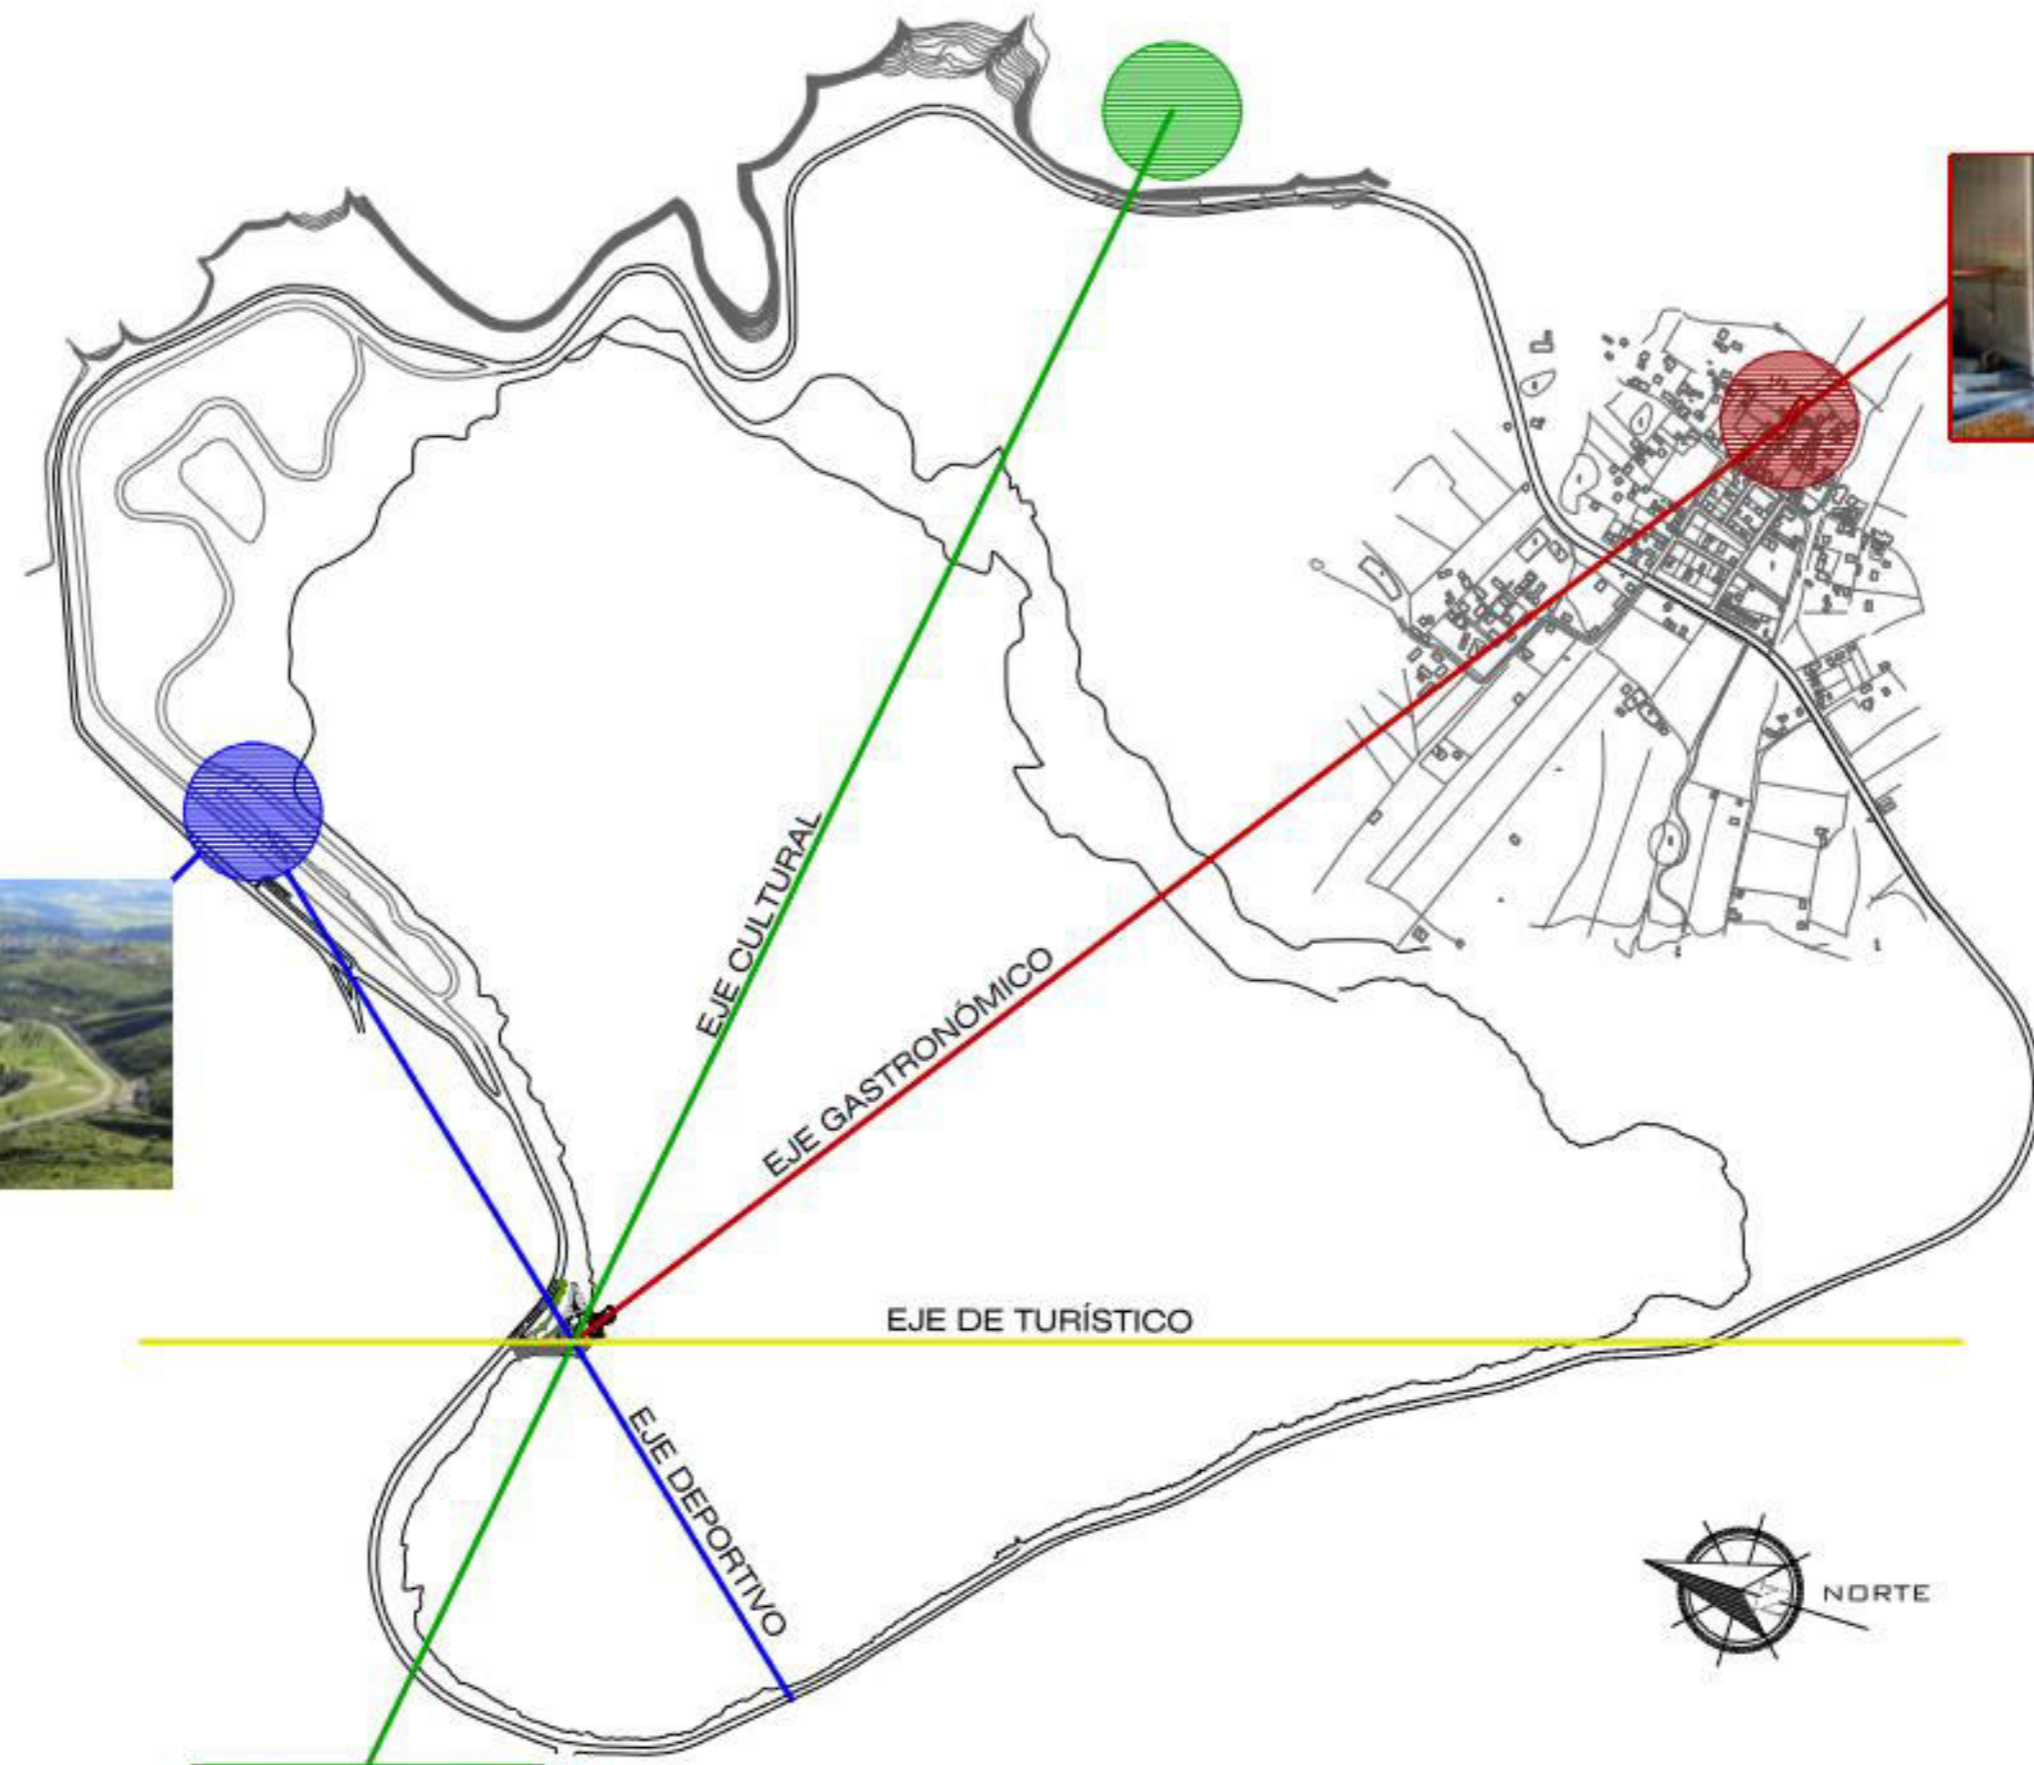 EJE CULTURAL
EJE GASTRONÓMICO
EJE DE TURÍSTICO
EJE DEPORTIVO
NORTE